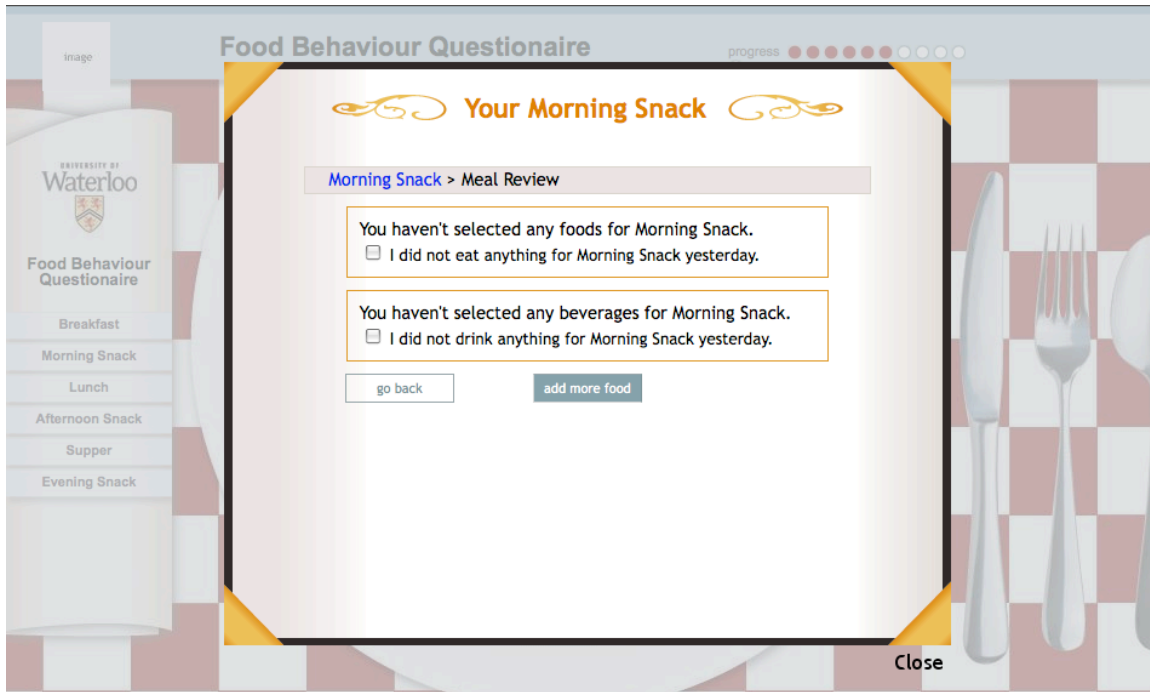 image
Food Behaviour Questionaire
progress
UNIVERSITY OF
Waterloo
Food Behaviour
Questionaire
Breakfast
Morning Snack
Lunch
Afternoon Snack
Supper
Evening Snack
Your Morning Snack
Morning Snack > Meal Review
You haven't selected any foods for Morning Snack.
I did not eat anything for Morning Snack yesterday.
You haven't selected any beverages for Morning Snack.
I did not drink anything for Morning Snack yesterday.
go back
add more food
Close